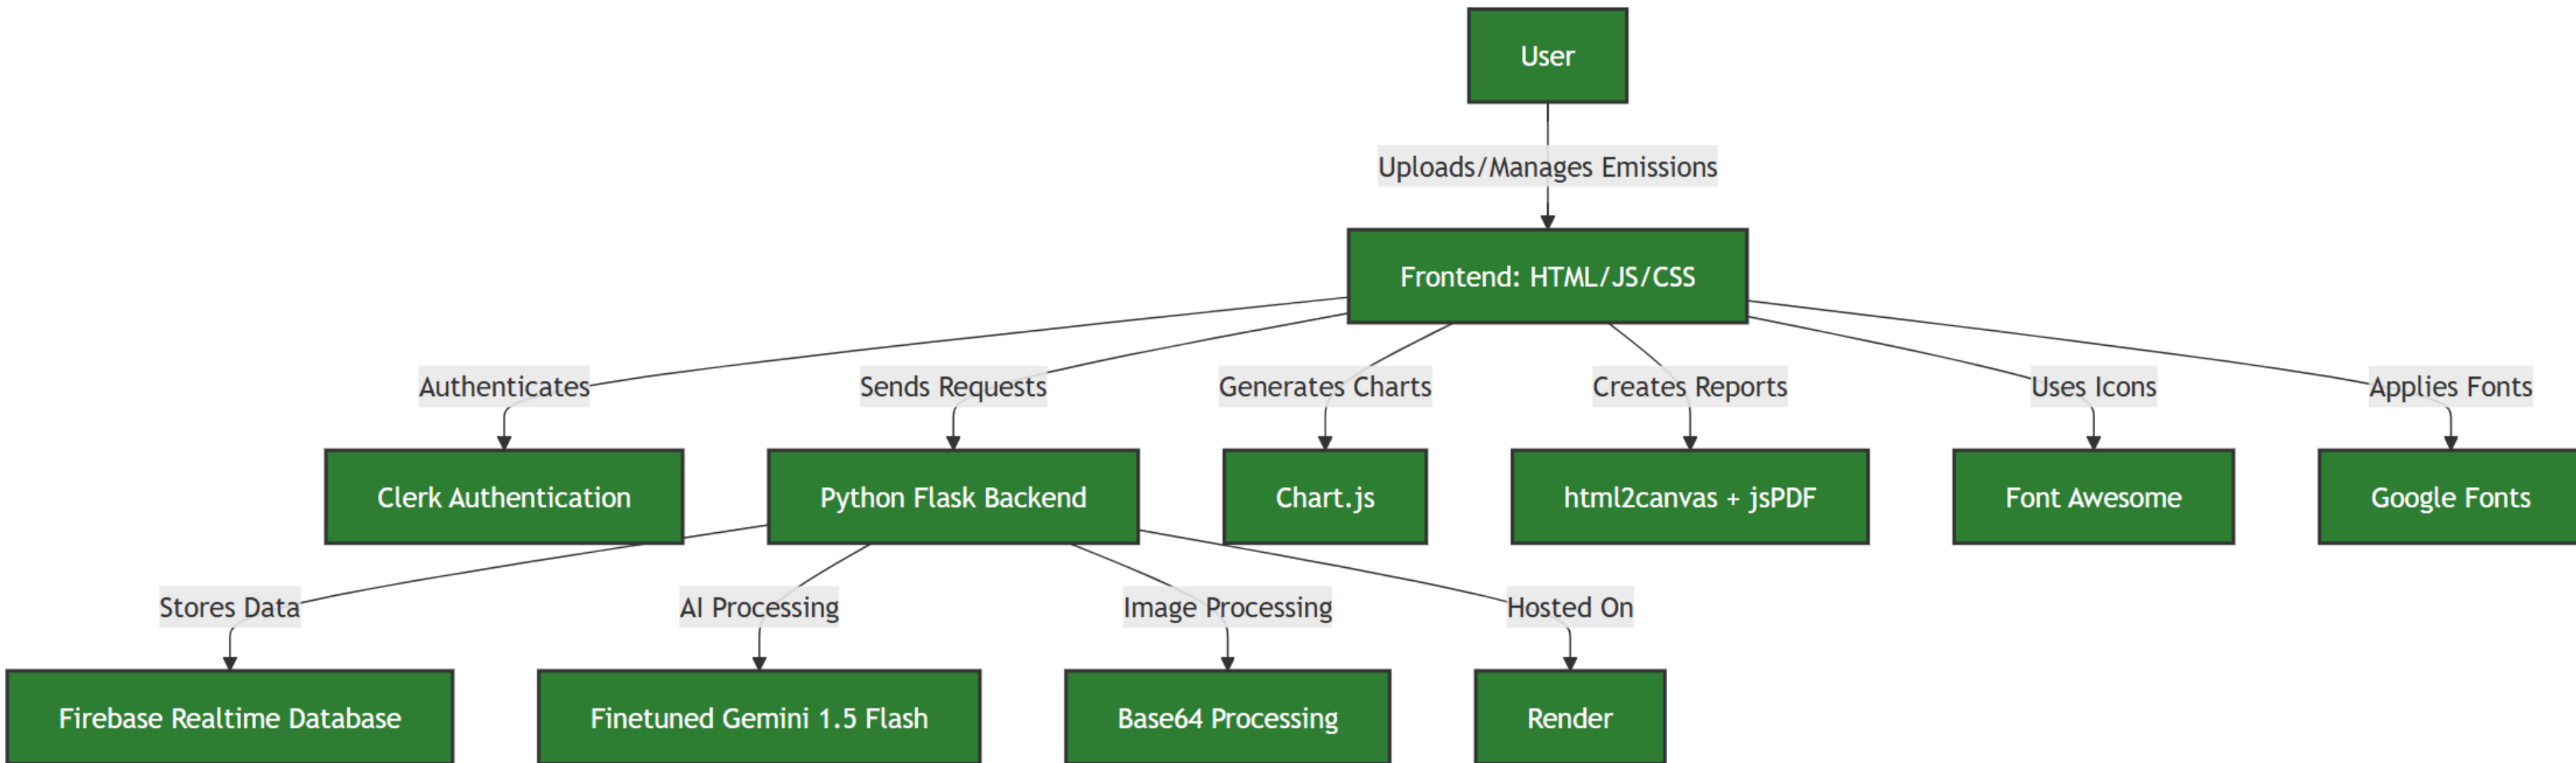 User
Uploads/Manages Emissions
Frontend: HTML/JS/CSS
Authenticates
Sends Requests
Generates Charts
Creates Reports
Uses Icons
Applies Fonts
Clerk Authentication
Python Flask Backend
Chart.js
html2canvas + jsPDF
Font Awesome
Google Fonts
Stores Data
AI Processing
Image Processing
Hosted On
Firebase Realtime Database
Finetuned Gemini 1.5 Flash
Base64 Processing
Render